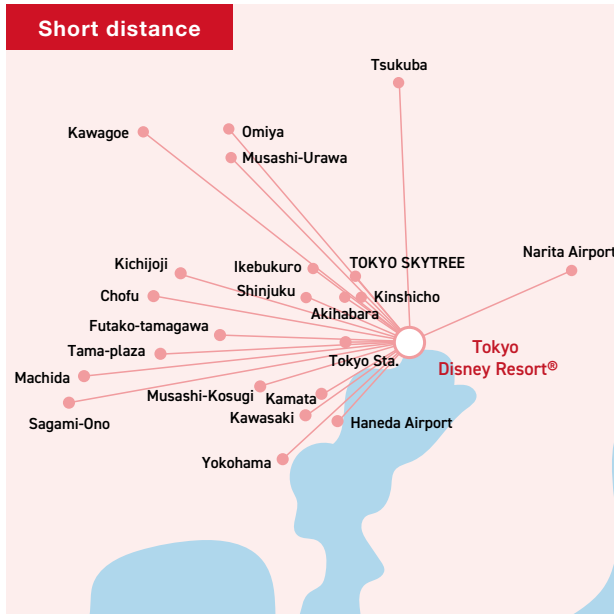 Short distance
Tsukuba
Kawagoe
Omiya
Musashi-Urawa
Narita Airport
Kichijoji
Ikebukuro
TOKYO SKYTREE
Chofu
Shinjuku
Kinshicho
Akihabara
Futako-tamagawa
Tama-plaza
Tokyo Sta.
Tokyo
Disney Resort®
Machida
Musashi-Kosugi
Kamata
Sagami-Ono
Kawasaki
Haneda Airport
Yokohama